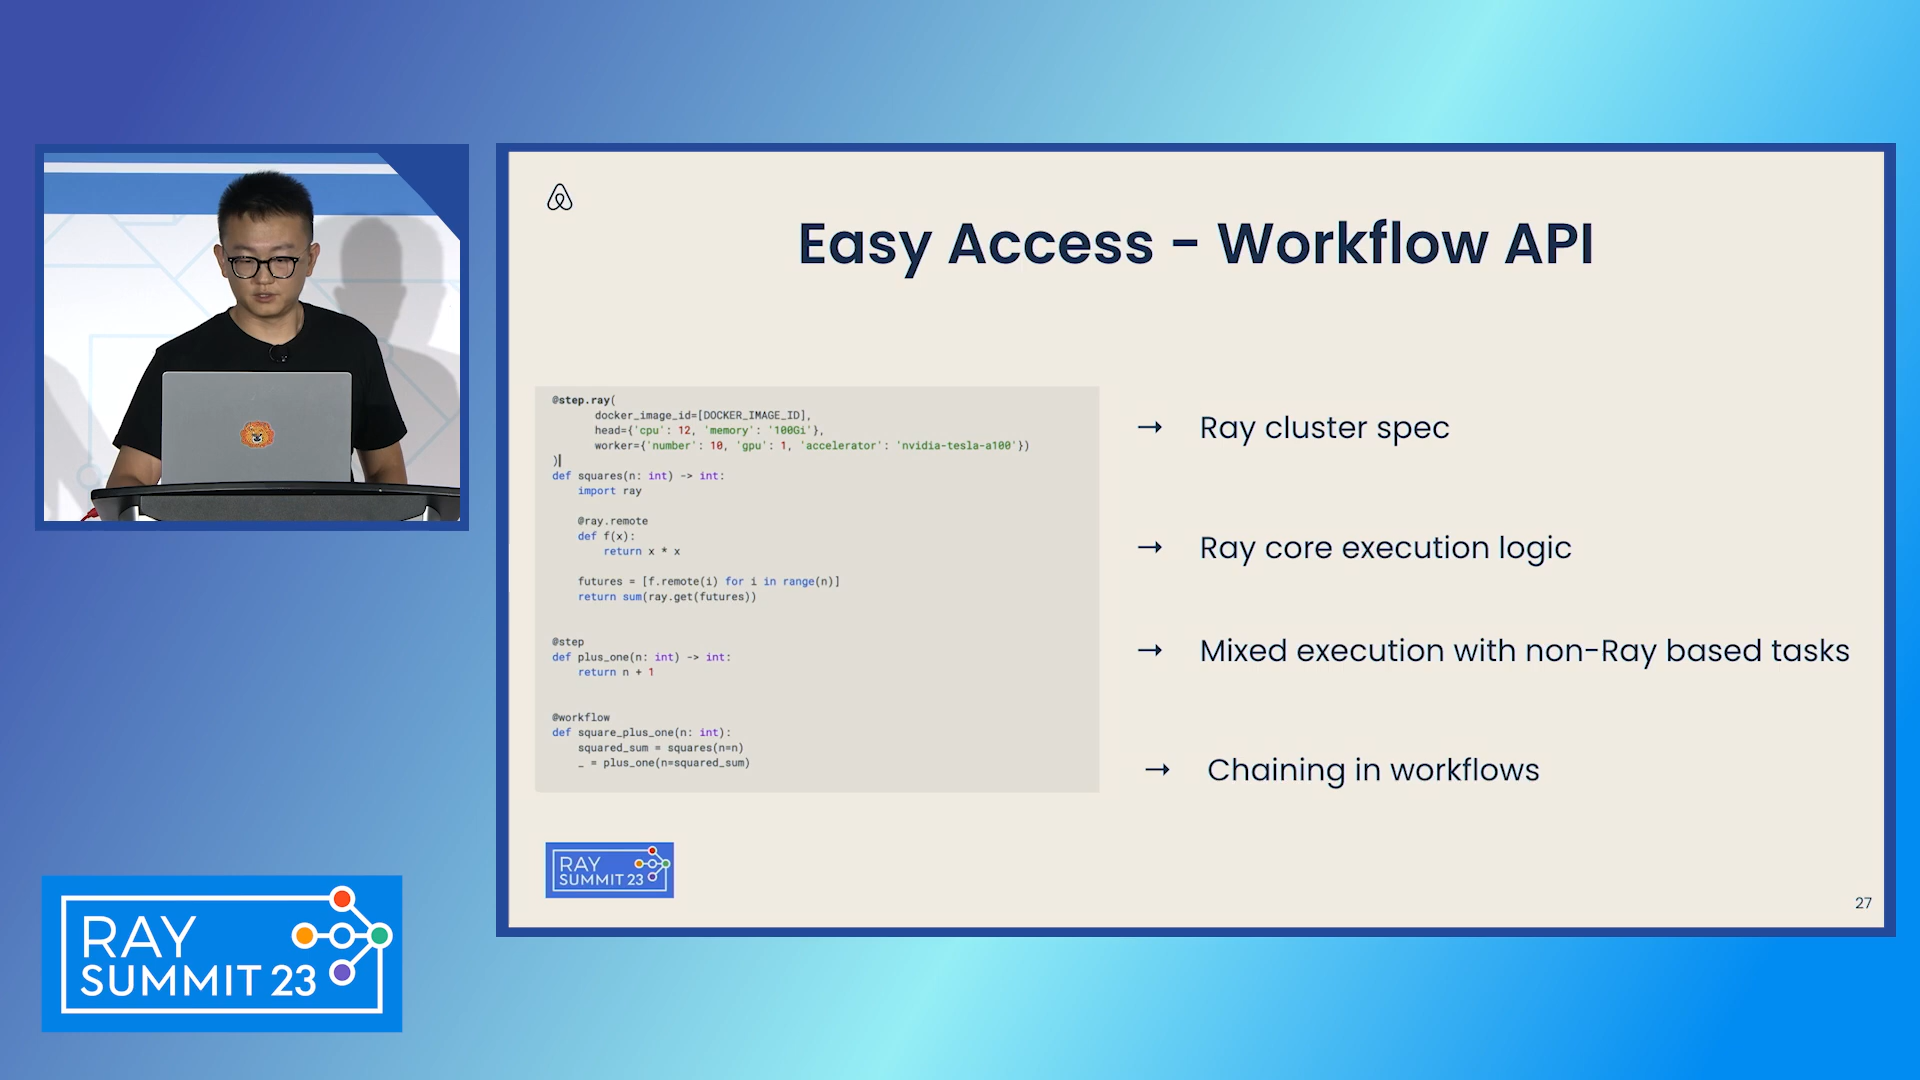 Easy Access - Workflow API
@step.ray(
docker_image_id=[DOCKER_IMAGE_ID],
head={'cpu': 12, 'memory': '100Gi'},
worker={'number': 10, 'gpu': 1, 'accelerator': 'nvidia-tesla-a100'})
)
def squares(n: int) -> int:
import ray
@ray.remote
def f(x):
return x * x
futures = [f.remote(i) for i in range(n)]
return sum(ray.get(futures))
@step
def plus_one(n: int) -> int:
return n + 1
@workflow
def square_plus_one(n: int):
squared_sum = squares(n=n)
_ = plus_one(n=squared_sum)
→ Ray cluster spec
→ Ray core execution logic
→ Mixed execution with non-Ray based tasks
→ Chaining in workflows
RAY
SUMMIT 23
27
RAY
SUMMIT 23